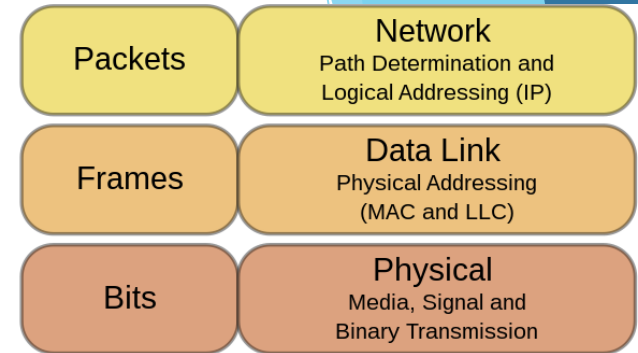 Packets
Network
Path Determination and
Logical Addressing (IP)
Frames
Data Link
Physical Addressing
(MAC and LLC)
Bits
Physical
Media, Signal and
Binary Transmission